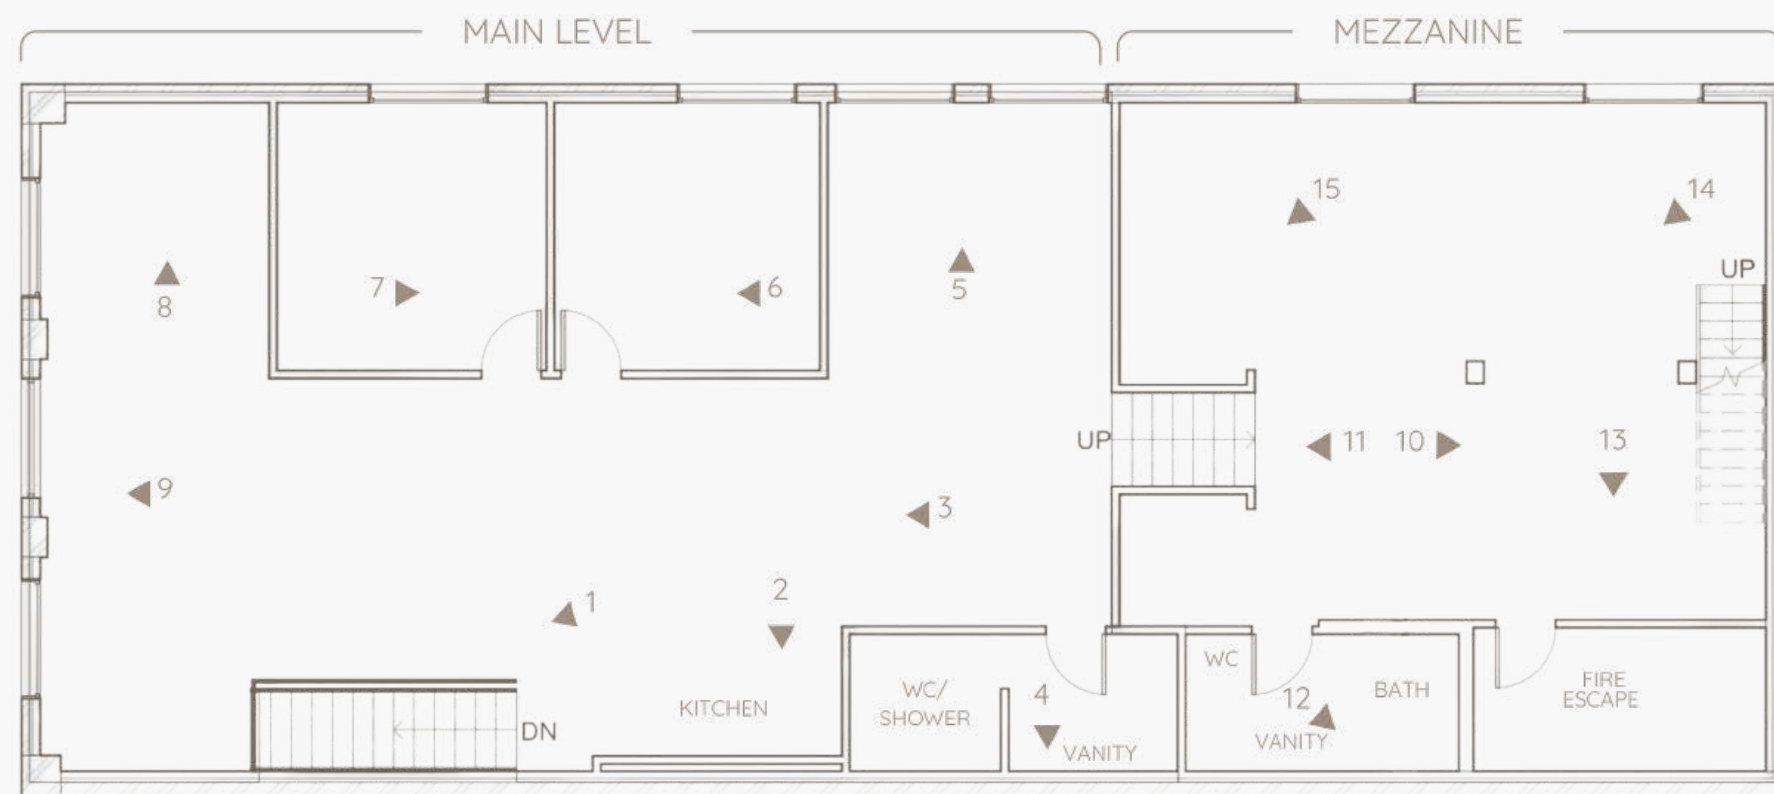 MAIN LEVEL
MEZZANINE
15
14
UP
7
8
6
5
UP
11
10
13
9
3
1
2
WC
WC/
SHOWER
4
12
BATH
FIRE
ESCAPE
KITCHEN
DN
VANITY
VANITY